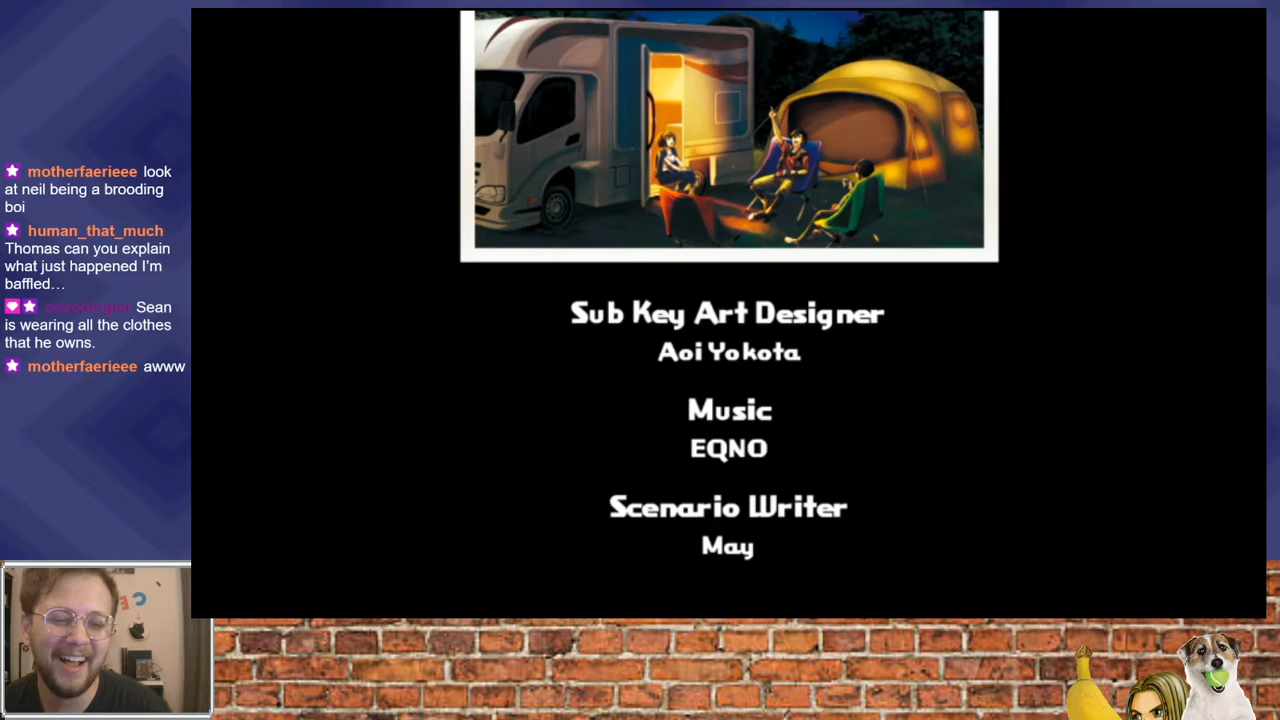 motherfaerieee look
at neil being a brooding
boi
human_that_much
Thomas can you explain
what just happened I'm
baffled…
Sean
is wearing all the clothes
that he owns.
motherfaerieee awww
Sub Key Art Designer
Aoi Yokota
Music
EQNO
Scenario Writer
May